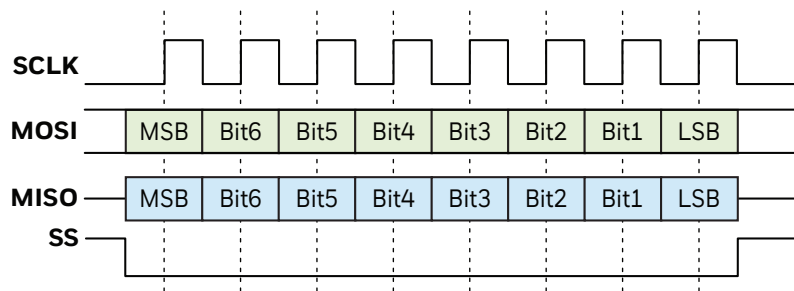 SCLK
MOSI MSB Bit6 Bit5 Bit4 Bit3 Bit2 Bit1 LSB
MISO MSB Bit6 Bit5 Bit4 Bit3 Bit2 Bit1 LSB
SS